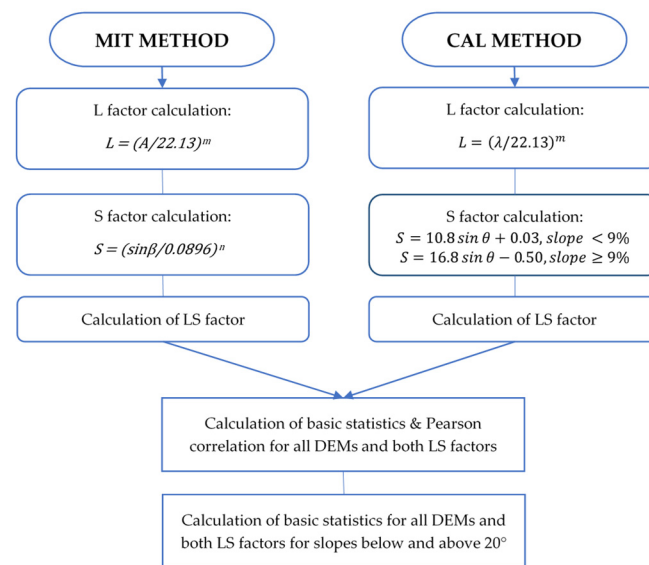 MIT METHOD
L factor calculation:
L = (A/22.13)ᵐ
S factor calculation:
S = (sinβ/0.0896)ⁿ
Calculation of LS factor
CAL METHOD
L factor calculation:
L = (λ/22.13)ᵐ
S factor calculation:
S = 10.8 sin θ + 0.03, slope < 9%
S = 16.8 sin θ − 0.50, slope ≥ 9%
Calculation of LS factor
Calculation of basic statistics & Pearson
correlation for all DEMs and both LS factors
Calculation of basic statistics for all DEMs and
both LS factors for slopes below and above 20°